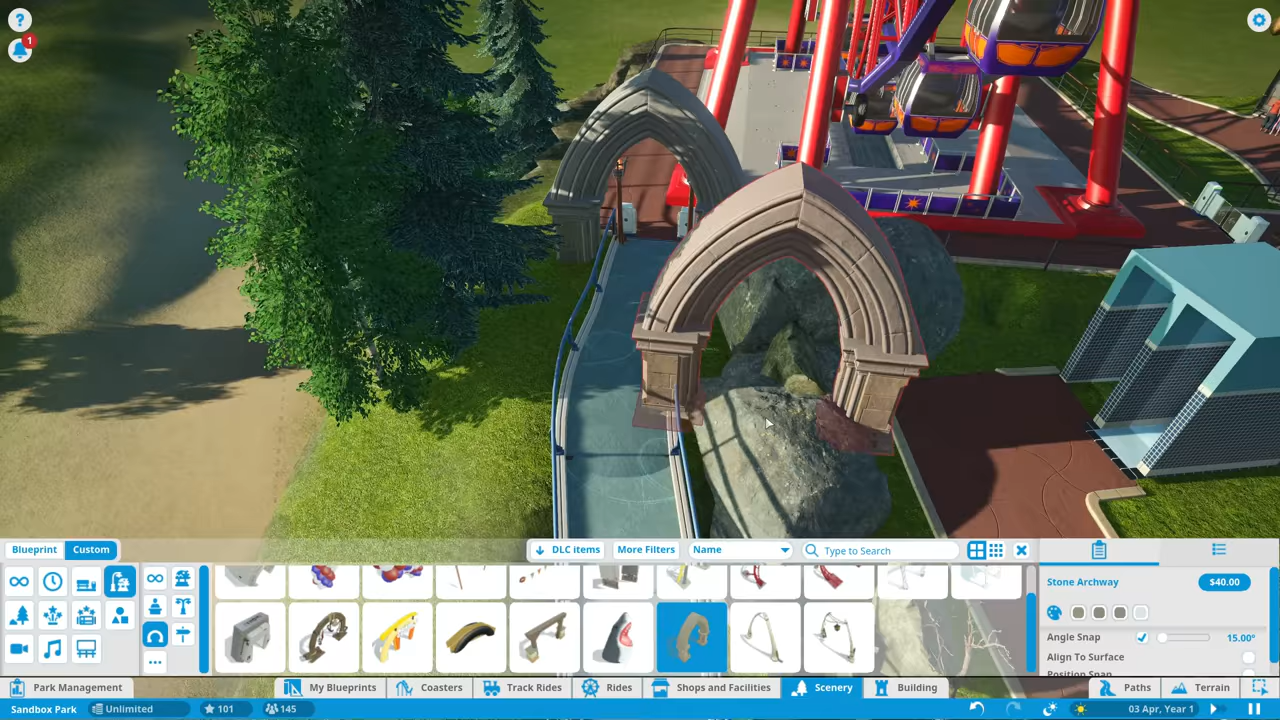 ?
1
Blueprint
Custom
DLC items
More Filters
Name
Type to Search
Stone Archway
$40.00
Angle Snap
15.00°
Align To Surface
Park Management
My Blueprints
Coasters
Track Rides
Rides
Shops and Facilities
Scenery
Building
Paths
Terrain
Sandbox Park
Unlimited
101
145
03 Apr, Year 1